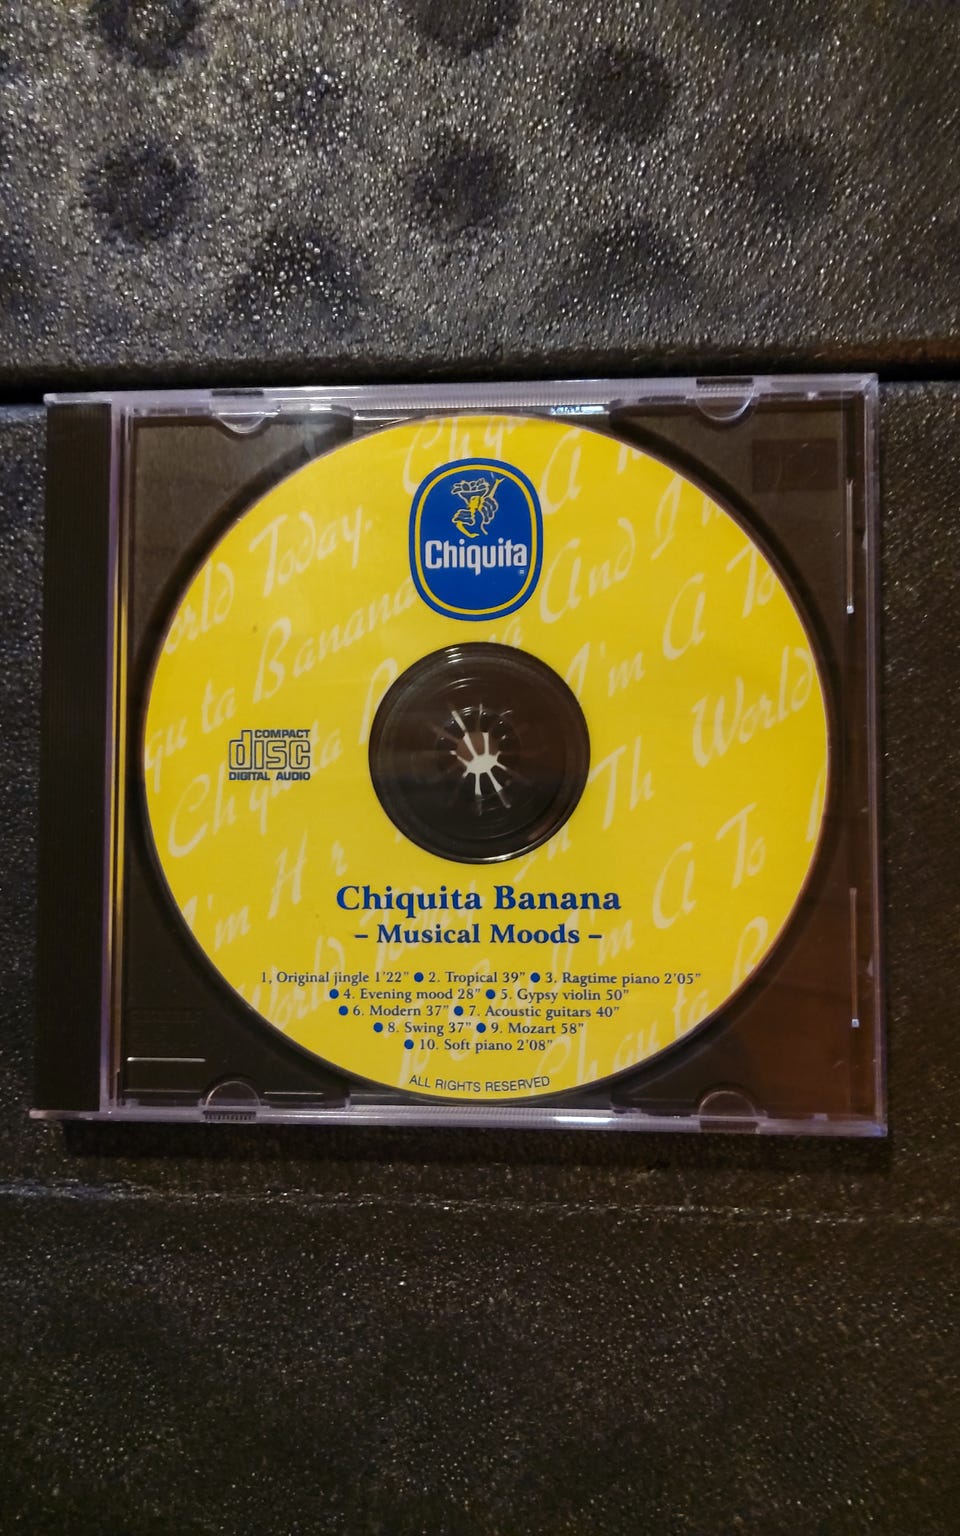 Chiquita
COMPACT
disc
DIGITAL AUDIO
Chiquita Banana
– Musical Moods –
1, Original jingle 1'22" ● 2. Tropical 39" ● 3. Ragtime piano 2'05"
● 4. Evening mood 28" ● 5. Gypsy violin 50"
● 6. Modern 37" ● 7. Acoustic guitars 40"
● 8. Swing 37" ● 9. Mozart 58"
● 10. Soft piano 2'08"
ALL RIGHTS RESERVED